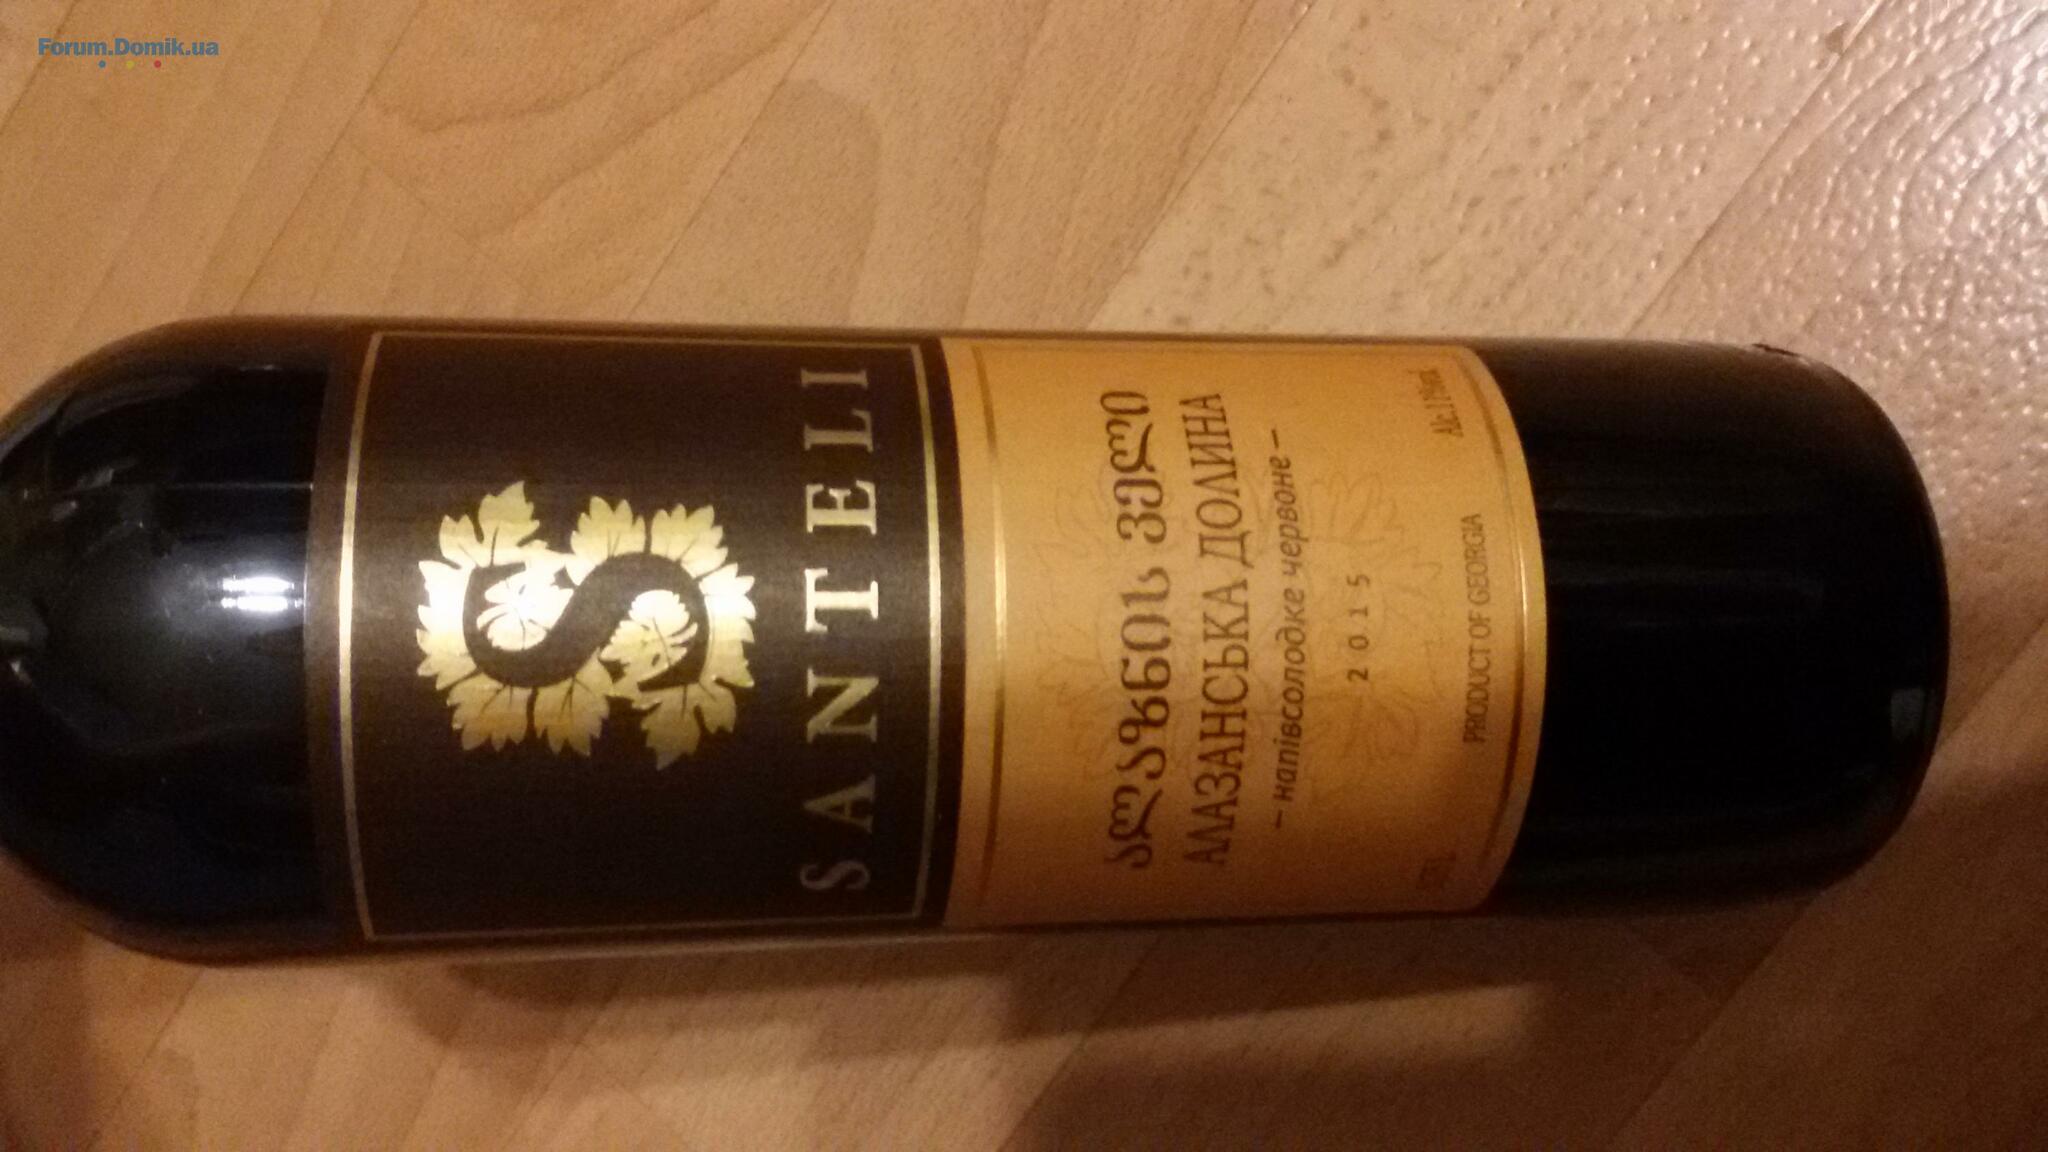 Forum.Domik.ua
S
SANTELI
ალაზნის ველი
АЛАЗАНСЬКА ДОЛИНА
– напівсолодке червоне –
2015
PRODUCT OF GEORGIA